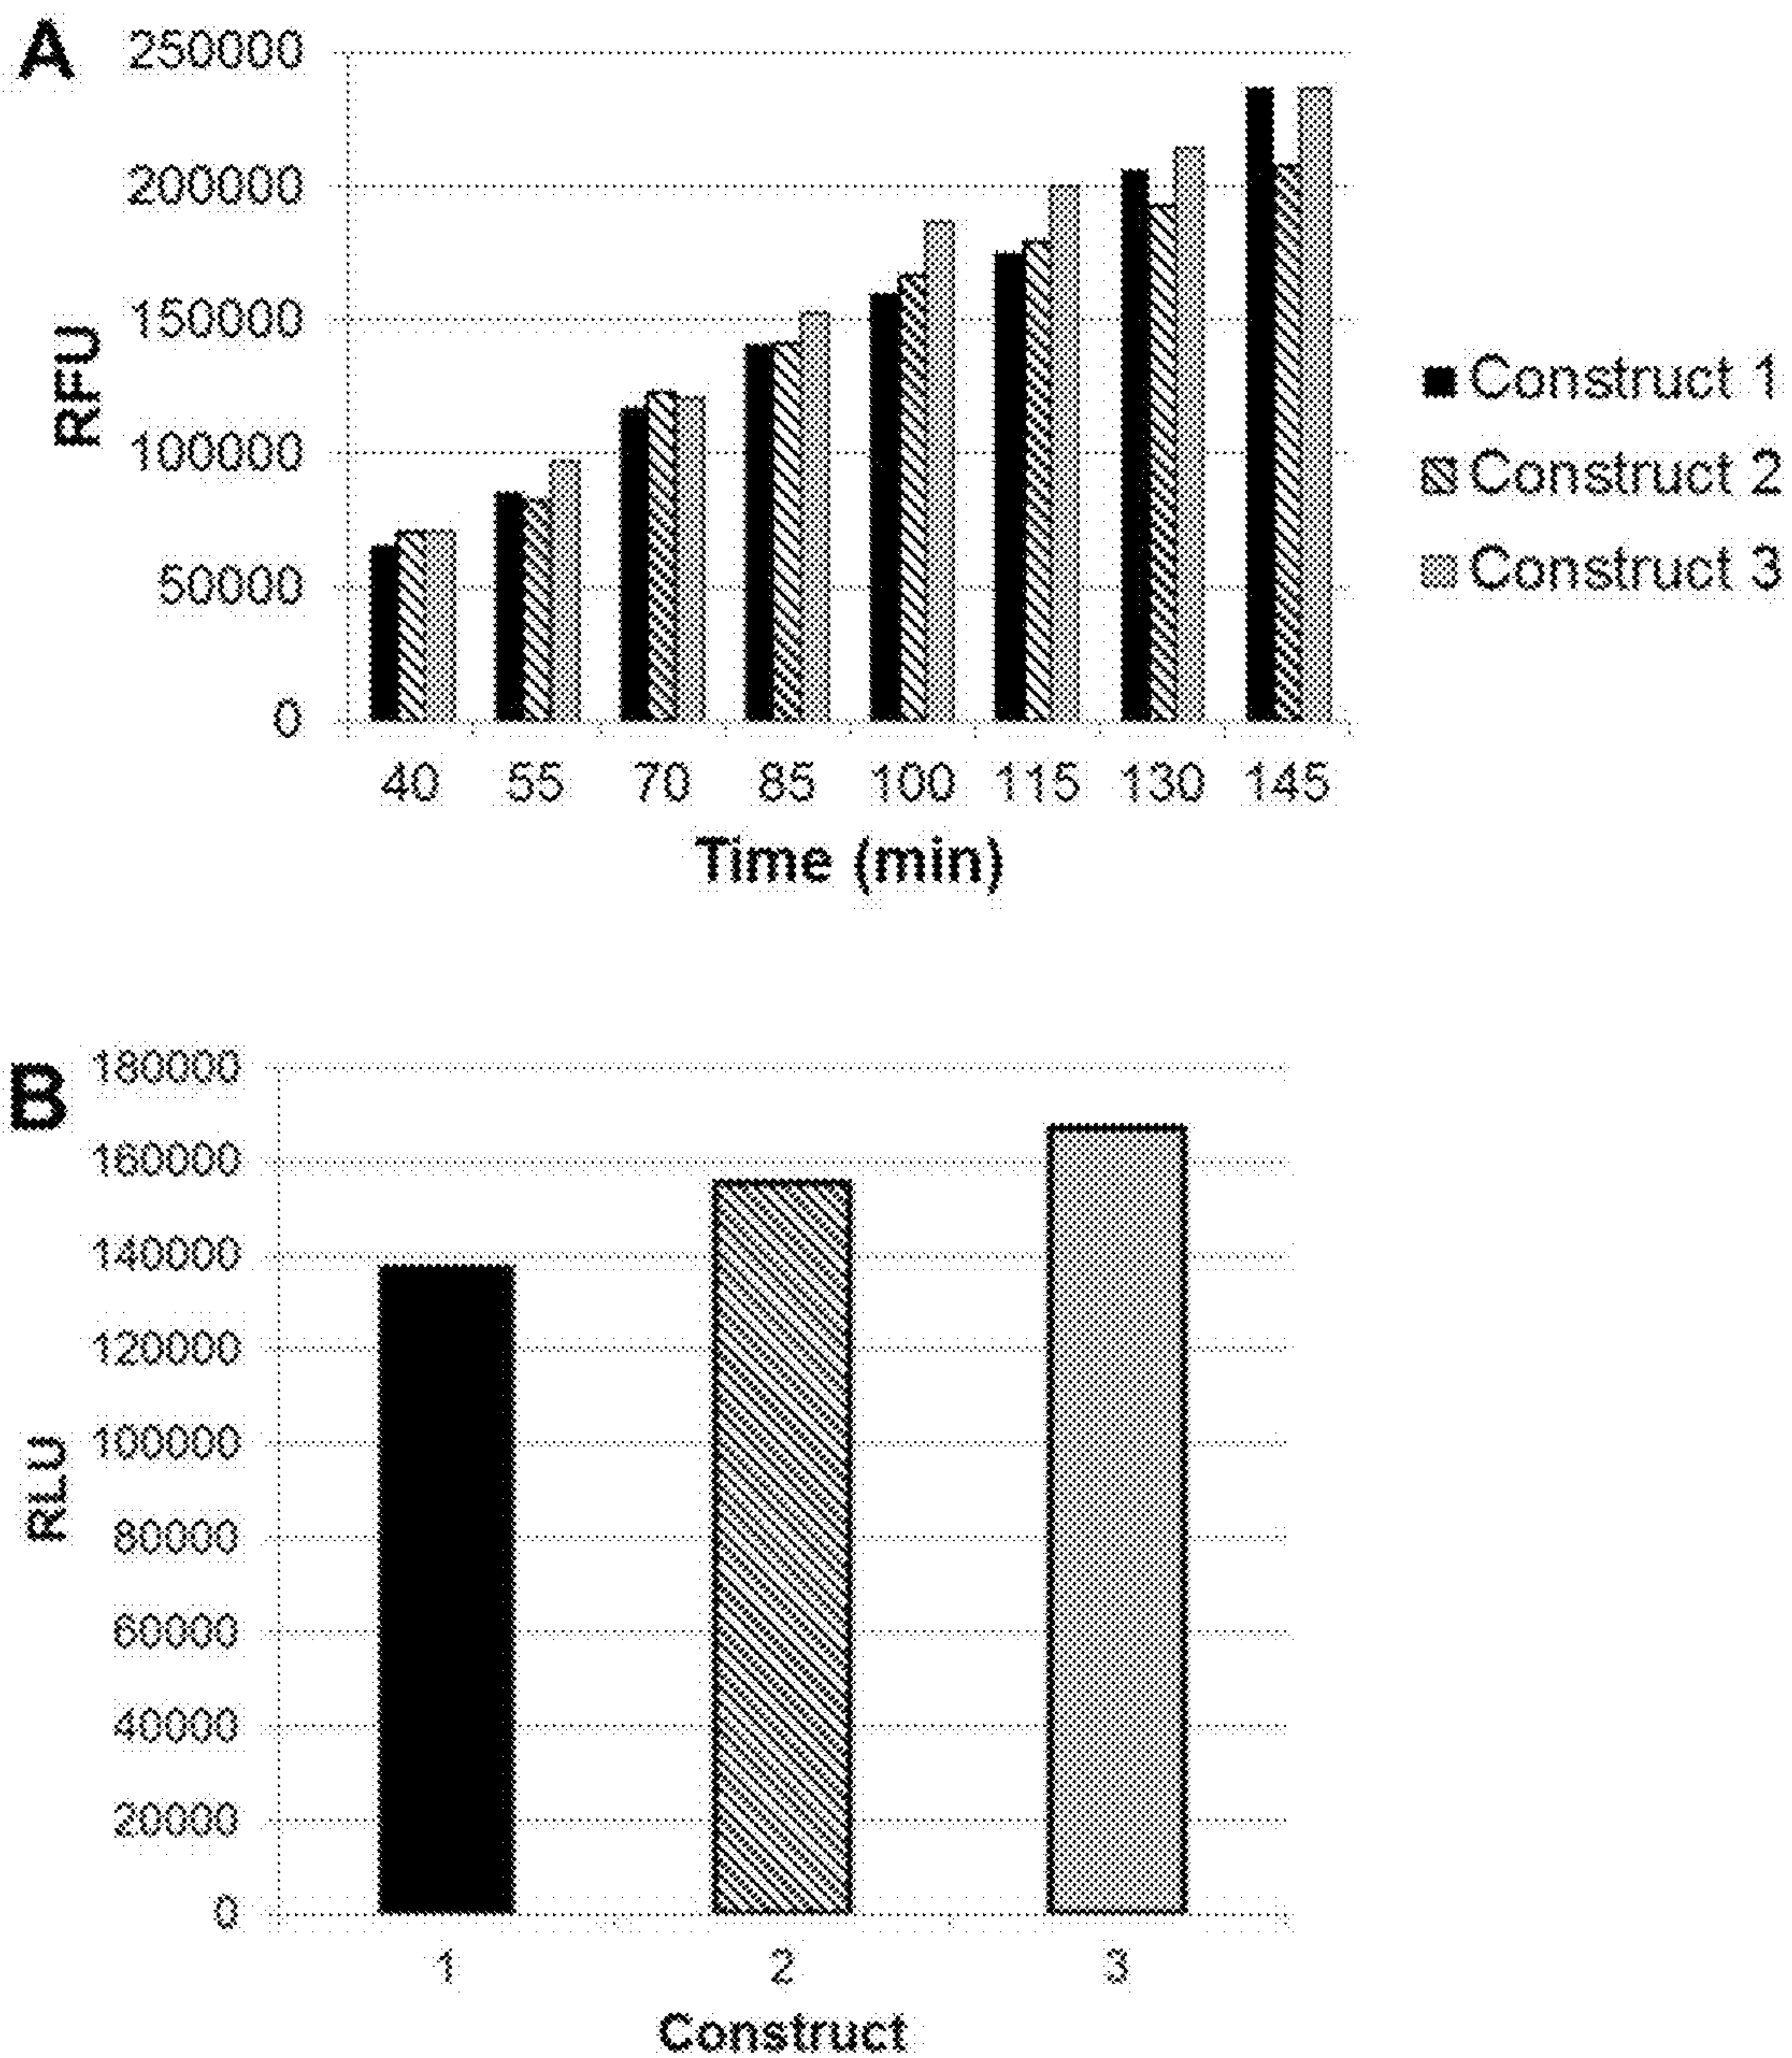 A
250000
200000
150000
100000
50000
0
RFU
40 55 70 85 100 115 130 145
Time (min)
Construct 1
Construct 2
Construct 3
B
180000
160000
140000
120000
100000
80000
60000
40000
20000
0
RLU
1 2 3
Construct